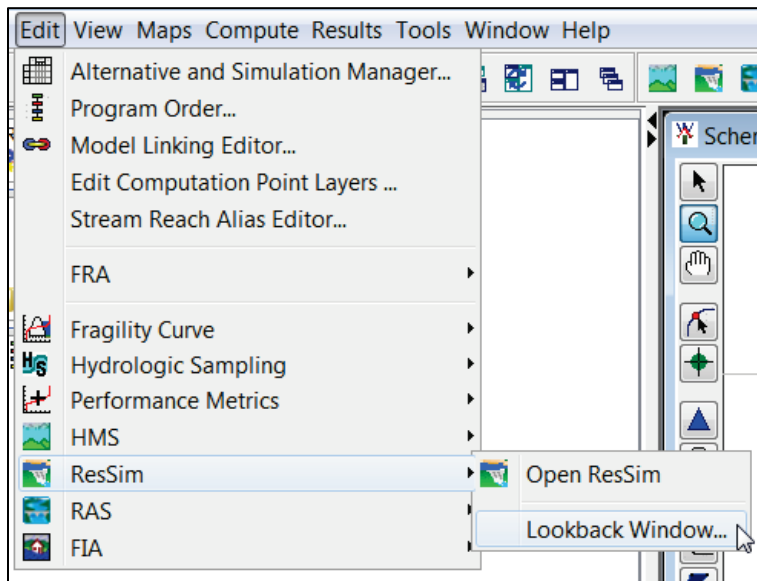 Edit View Maps Compute Results Tools Window Help
Alternative and Simulation Manager...
Program Order...
Model Linking Editor...
Edit Computation Point Layers ...
Stream Reach Alias Editor...
FRA
Fragility Curve
Hydrologic Sampling
Performance Metrics
HMS
ResSim
Open ResSim
Lookback Window...
RAS
FIA